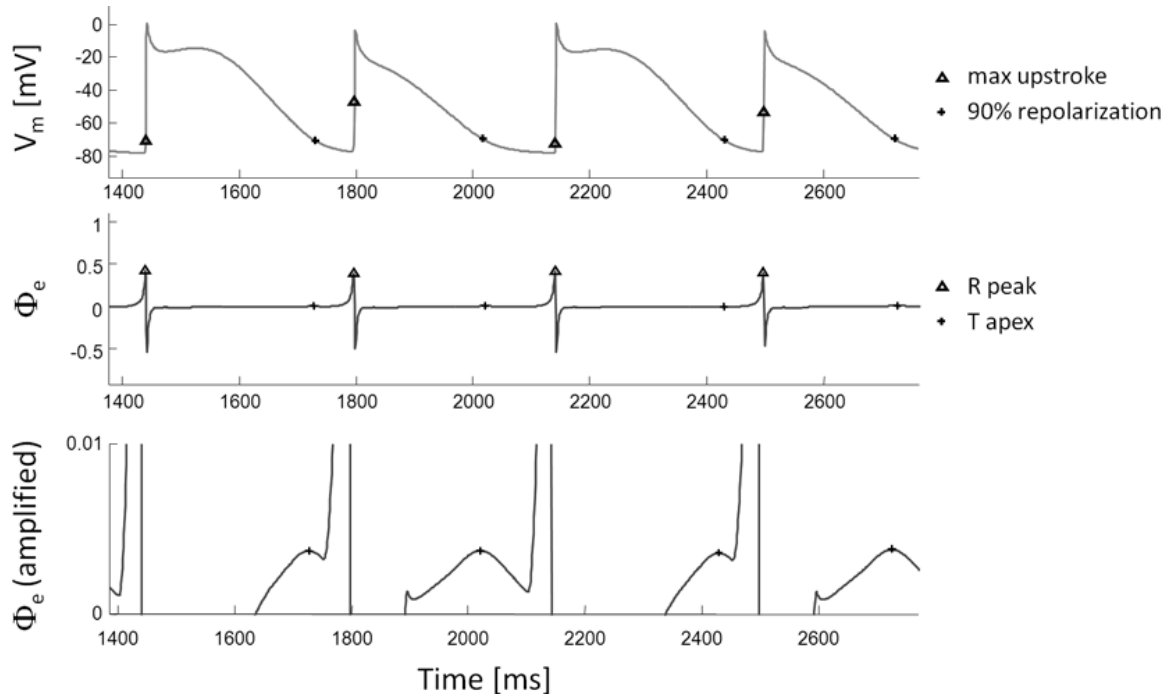 V_m [mV]
0
-20
-40
-60
-80
1400 1600 1800 2000 2200 2400 2600
max upstroke
90% repolarization
Φ_e
1
0.5
0
-0.5
1400 1600 1800 2000 2200 2400 2600
R peak
T apex
Φ_e (amplified)
0.01
0
1400 1600 1800 2000 2200 2400 2600
Time [ms]